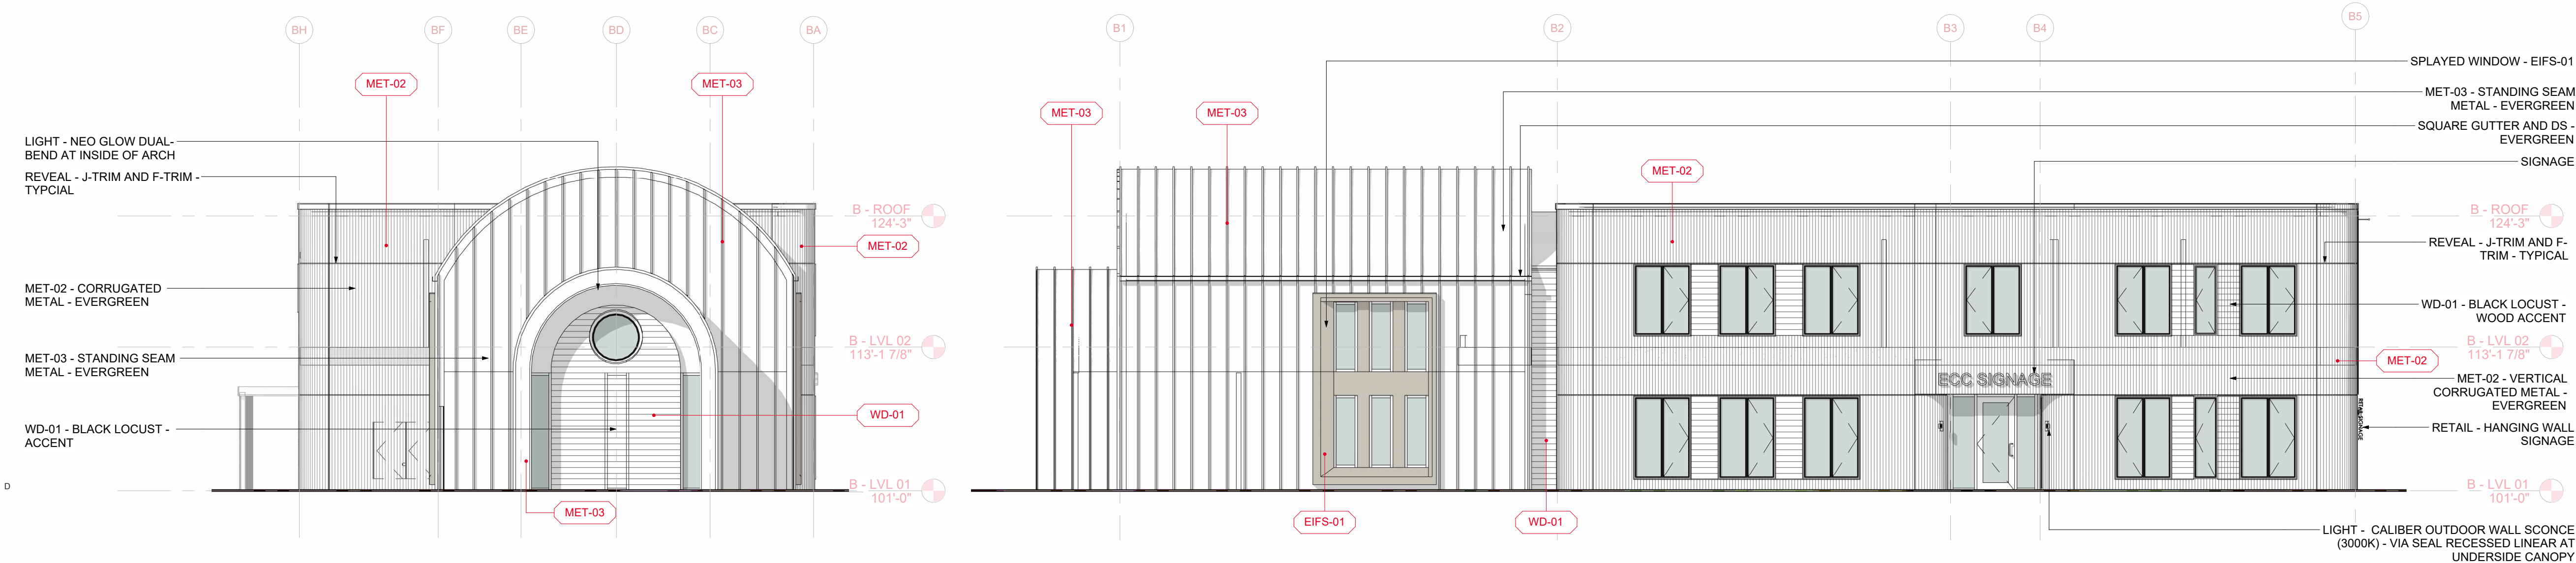 BH
BF
BE
BD
BC
BA
MET-02
MET-03
LIGHT - NEO GLOW DUAL-
BEND AT INSIDE OF ARCH
REVEAL - J-TRIM AND F-TRIM -
TYPCIAL
B - ROOF
124'-3"
MET-02
MET-02 - CORRUGATED
METAL - EVERGREEN
B - LVL 02
113'-1 7/8"
MET-03 - STANDING SEAM
METAL - EVERGREEN
WD-01
WD-01 - BLACK LOCUST -
ACCENT
B - LVL 01
101'-0"
MET-03
D
B1
B2
B3
B4
B5
SPLAYED WINDOW - EIFS-01
MET-03 - STANDING SEAM
METAL - EVERGREEN
MET-03
MET-03
SQUARE GUTTER AND DS -
EVERGREEN
SIGNAGE
MET-02
B - ROOF
124'-3"
REVEAL - J-TRIM AND F-
TRIM - TYPICAL
WD-01 - BLACK LOCUST -
WOOD ACCENT
B - LVL 02
113'-1 7/8"
MET-02
ECC SIGNAGE
MET-02 - VERTICAL
CORRUGATED METAL -
EVERGREEN
RETAIL SIGNAGE
RETAIL - HANGING WALL
SIGNAGE
B - LVL 01
101'-0"
EIFS-01
WD-01
LIGHT - CALIBER OUTDOOR WALL SCONCE
(3000K) - VIA SEAL RECESSED LINEAR AT
UNDERSIDE CANOPY